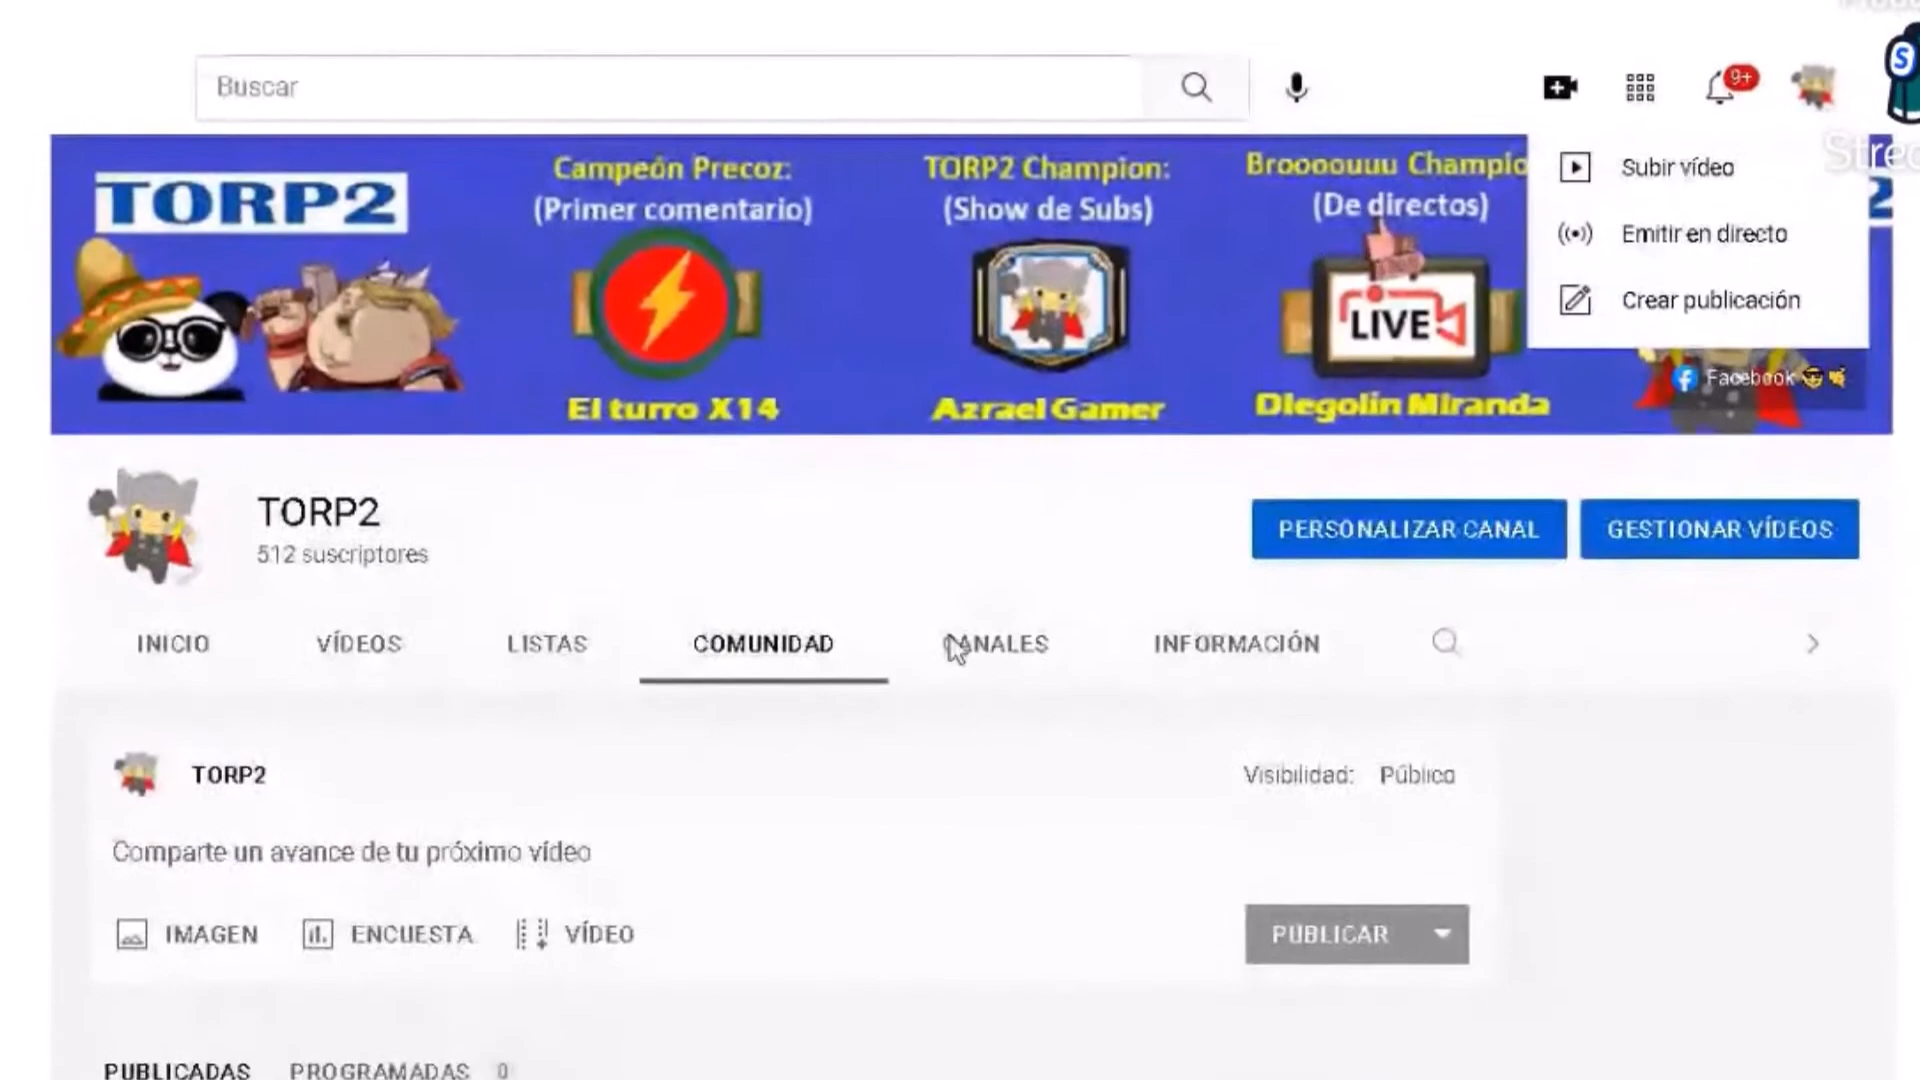 Buscar
9+
S
TORP2
Campeón Precoz:
(Primer comentario)
El turro X14
TORP2 Champion:
(Show de Subs)
Azrael Gamer
Broooouuu Champio
(De directos)
LIVE
Diegolin Miranda
Subir vídeo
Emitir en directo
Crear publicación
Facebook
TORP2
512 suscriptores
PERSONALIZAR CANAL
GESTIONAR VÍDEOS
INICIO
VÍDEOS
LISTAS
COMUNIDAD
CANALES
INFORMACIÓN
TORP2
Visibilidad: Público
Comparte un avance de tu próximo vídeo
IMAGEN
ENCUESTA
VÍDEO
PUBLICAR
PUBLICADAS
PROGRAMADAS 0